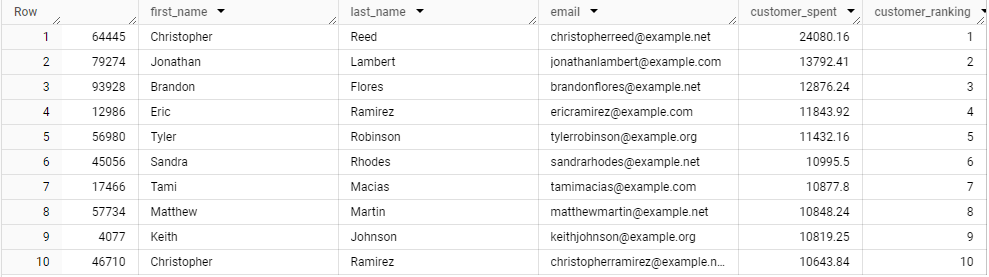 Row first_name last_name email customer_spent customer_ranking
1 64445 Christopher Reed christopherreed@example.net 24080.16 1
2 79274 Jonathan Lambert jonathanlambert@example.com 13792.41 2
3 93928 Brandon Flores brandonflores@example.net 12876.24 3
4 12986 Eric Ramirez ericramirez@example.com 11843.92 4
5 56980 Tyler Robinson tylerrobinson@example.org 11432.16 5
6 45056 Sandra Rhodes sandrarhodes@example.net 10995.5 6
7 17466 Tami Macias tamimacias@example.com 10877.8 7
8 57734 Matthew Martin matthewmartin@example.net 10848.24 8
9 4077 Keith Johnson keithjohnson@example.org 10819.25 9
10 46710 Christopher Ramirez christopherramirez@example.n... 10643.84 10